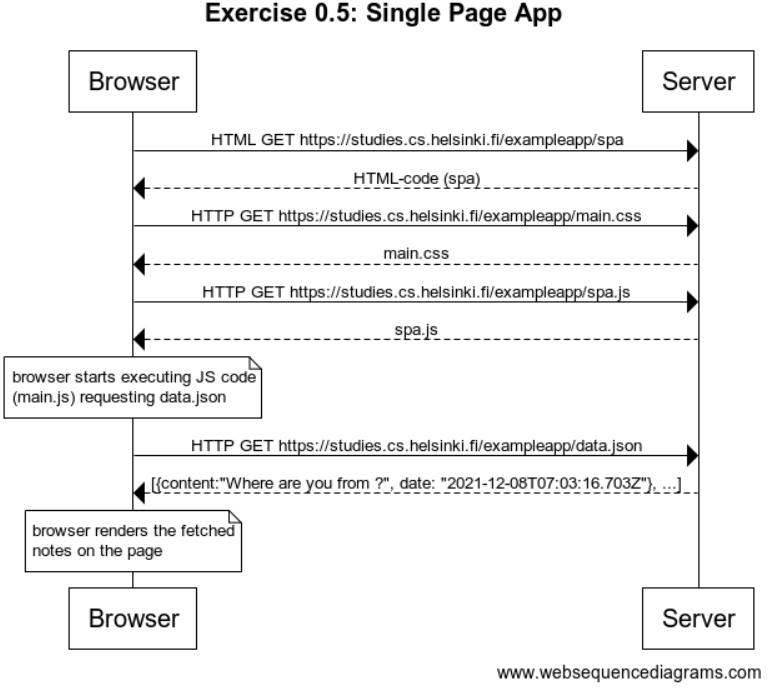 Exercise 0.5: Single Page App
Browser
Server
HTML GET https://studies.cs.helsinki.fi/exampleapp/spa
HTML-code (spa)
HTTP GET https://studies.cs.helsinki.fi/exampleapp/main.css
main.css
HTTP GET https://studies.cs.helsinki.fi/exampleapp/spa.js
spa.js
browser starts executing JS code
(main.js) requesting data.json
HTTP GET https://studies.cs.helsinki.fi/exampleapp/data.json
[{content:"Where are you from ?", date: "2021-12-08T07:03:16.703Z"}, ...]
browser renders the fetched
notes on the page
Browser
Server
www.websequencediagrams.com